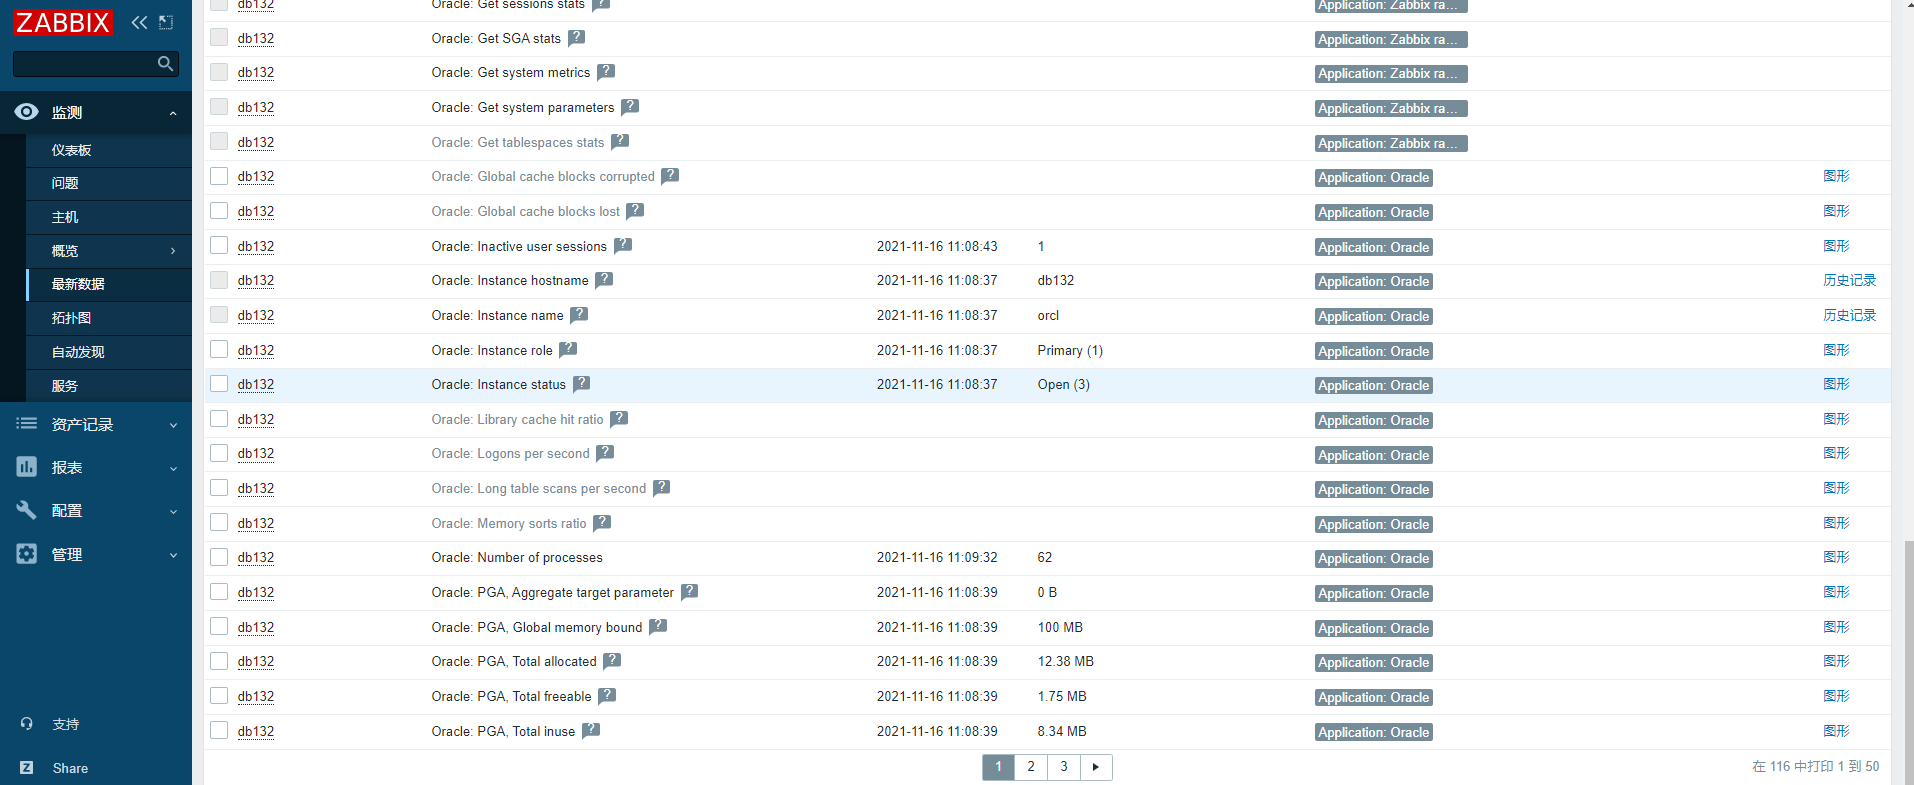 ZABBIX
监测
仪表板
问题
主机
概览
最新数据
拓扑图
自动发现
服务
资产记录
报表
配置
管理
支持
Z Share
db132 Oracle: Get sessions stats ? Application: Zabbix ra...
db132 Oracle: Get SGA stats ? Application: Zabbix ra...
db132 Oracle: Get system metrics ? Application: Zabbix ra...
db132 Oracle: Get system parameters ? Application: Zabbix ra...
db132 Oracle: Get tablespaces stats ? Application: Zabbix ra...
db132 Oracle: Global cache blocks corrupted ? Application: Oracle 图形
db132 Oracle: Global cache blocks lost ? Application: Oracle 图形
db132 Oracle: Inactive user sessions ? 2021-11-16 11:08:43 1 Application: Oracle 图形
db132 Oracle: Instance hostname ? 2021-11-16 11:08:37 db132 Application: Oracle 历史记录
db132 Oracle: Instance name ? 2021-11-16 11:08:37 orcl Application: Oracle 历史记录
db132 Oracle: Instance role ? 2021-11-16 11:08:37 Primary (1) Application: Oracle 图形
db132 Oracle: Instance status ? 2021-11-16 11:08:37 Open (3) Application: Oracle 图形
db132 Oracle: Library cache hit ratio ? Application: Oracle 图形
db132 Oracle: Logons per second ? Application: Oracle 图形
db132 Oracle: Long table scans per second ? Application: Oracle 图形
db132 Oracle: Memory sorts ratio ? Application: Oracle 图形
db132 Oracle: Number of processes 2021-11-16 11:09:32 62 Application: Oracle 图形
db132 Oracle: PGA, Aggregate target parameter ? 2021-11-16 11:08:39 0 B Application: Oracle 图形
db132 Oracle: PGA, Global memory bound ? 2021-11-16 11:08:39 100 MB Application: Oracle 图形
db132 Oracle: PGA, Total allocated ? 2021-11-16 11:08:39 12.38 MB Application: Oracle 图形
db132 Oracle: PGA, Total freeable ? 2021-11-16 11:08:39 1.75 MB Application: Oracle 图形
db132 Oracle: PGA, Total inuse ? 2021-11-16 11:08:39 8.34 MB Application: Oracle 图形
1 2 3
在 116 中打印 1 到 50